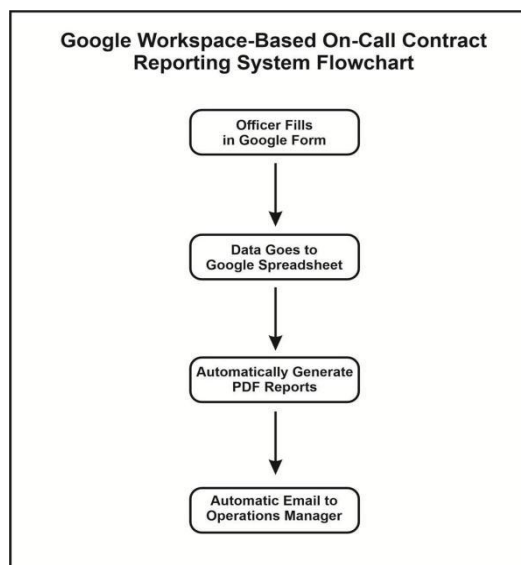 Google Workspace-Based On-Call Contract
Reporting System Flowchart
Officer Fills
in Google Form
Data Goes to
Google Spreadsheet
Automatically Generate
PDF Reports
Automatic Email to
Operations Manager